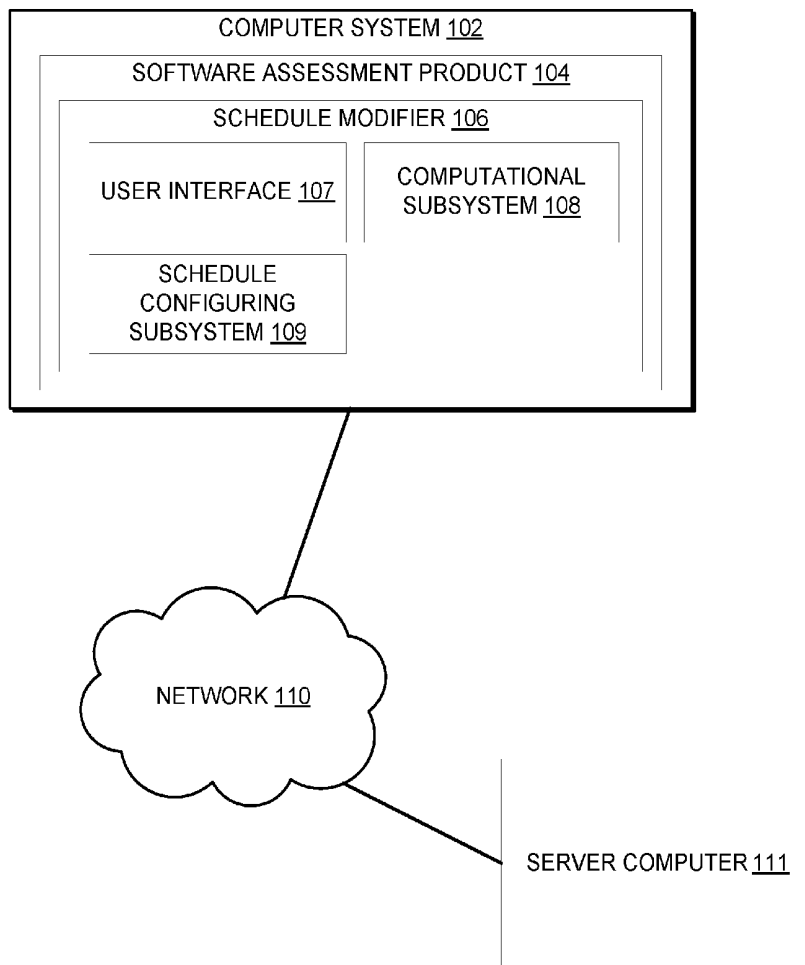 COMPUTER SYSTEM 102
SOFTWARE ASSESSMENT PRODUCT 104
SCHEDULE MODIFIER 106
USER INTERFACE 107
COMPUTATIONAL
SUBSYSTEM 108
SCHEDULE
CONFIGURING
SUBSYSTEM 109
NETWORK 110
SERVER COMPUTER 111